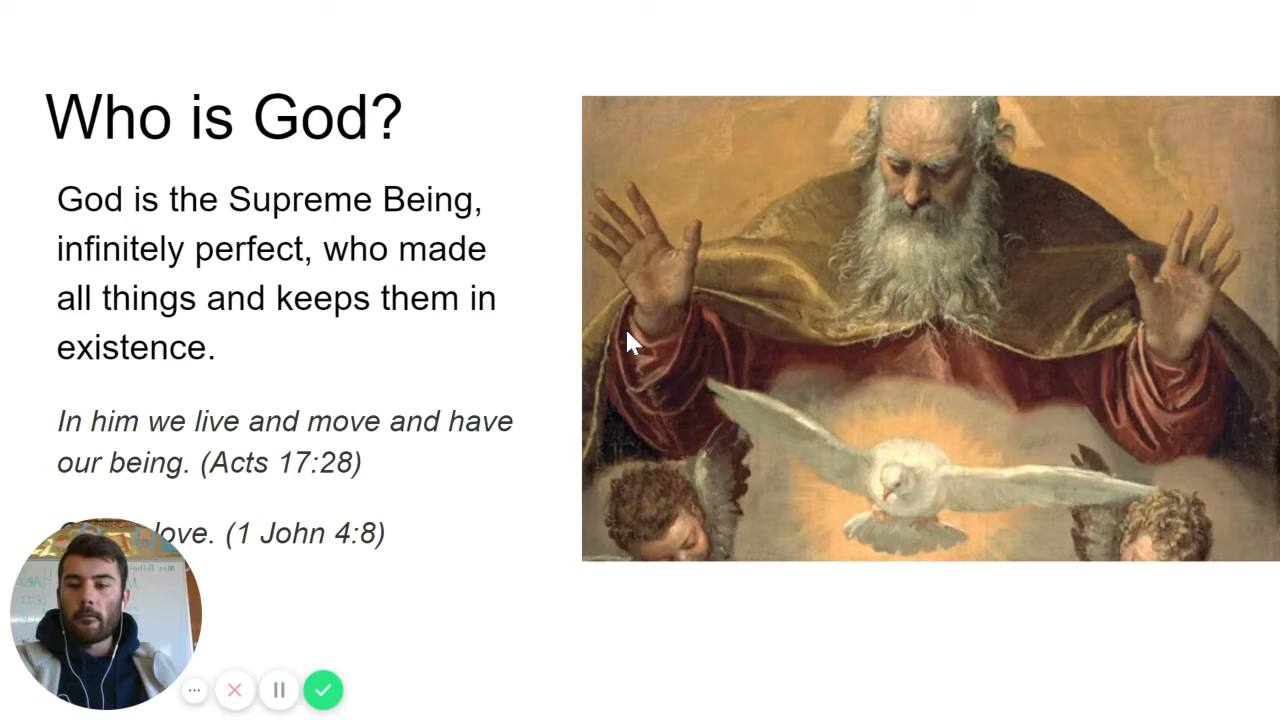 Who is God?
God is the Supreme Being,
infinitely perfect, who made
all things and keeps them in
existence.
In him we live and move and have
our being. (Acts 17:28)
love. (1 John 4:8)